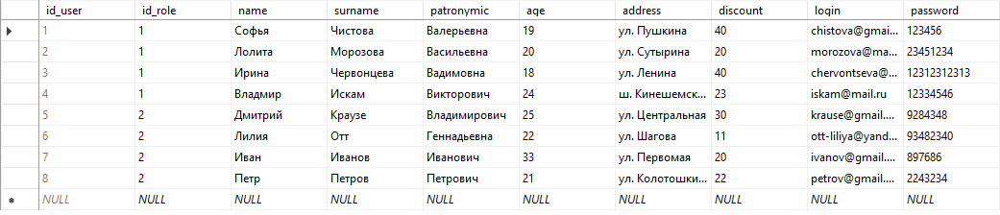 id_user id_role name surname patronymic age address discount login password
1 1 Софья Чистова Валерьевна 19 ул. Пушкина 40 chistova@gmai... 123456
2 1 Лолита Морозова Васильевна 20 ул. Сутырина 20 morozova@ma... 23451234
3 1 Ирина Червонцева Вадимовна 18 ул. Ленина 40 chervontseva@... 12312312313
4 1 Владмир Искам Викторович 24 ш. Кинешемск... 23 iskam@mail.ru 12334546
5 2 Дмитрий Краузе Владимирович 25 ул. Центральная 30 krause@gmail.... 9284348
6 2 Лилия Отт Геннадьевна 22 ул. Шагова 11 ott-liliya@yand... 93482340
7 2 Иван Иванов Иванович 33 ул. Первомая 20 ivanov@gmail.... 897686
8 2 Петр Петров Петрович 21 ул. Колотошки... 22 petrov@gmail.... 2243234
NULL NULL NULL NULL NULL NULL NULL NULL NULL NULL